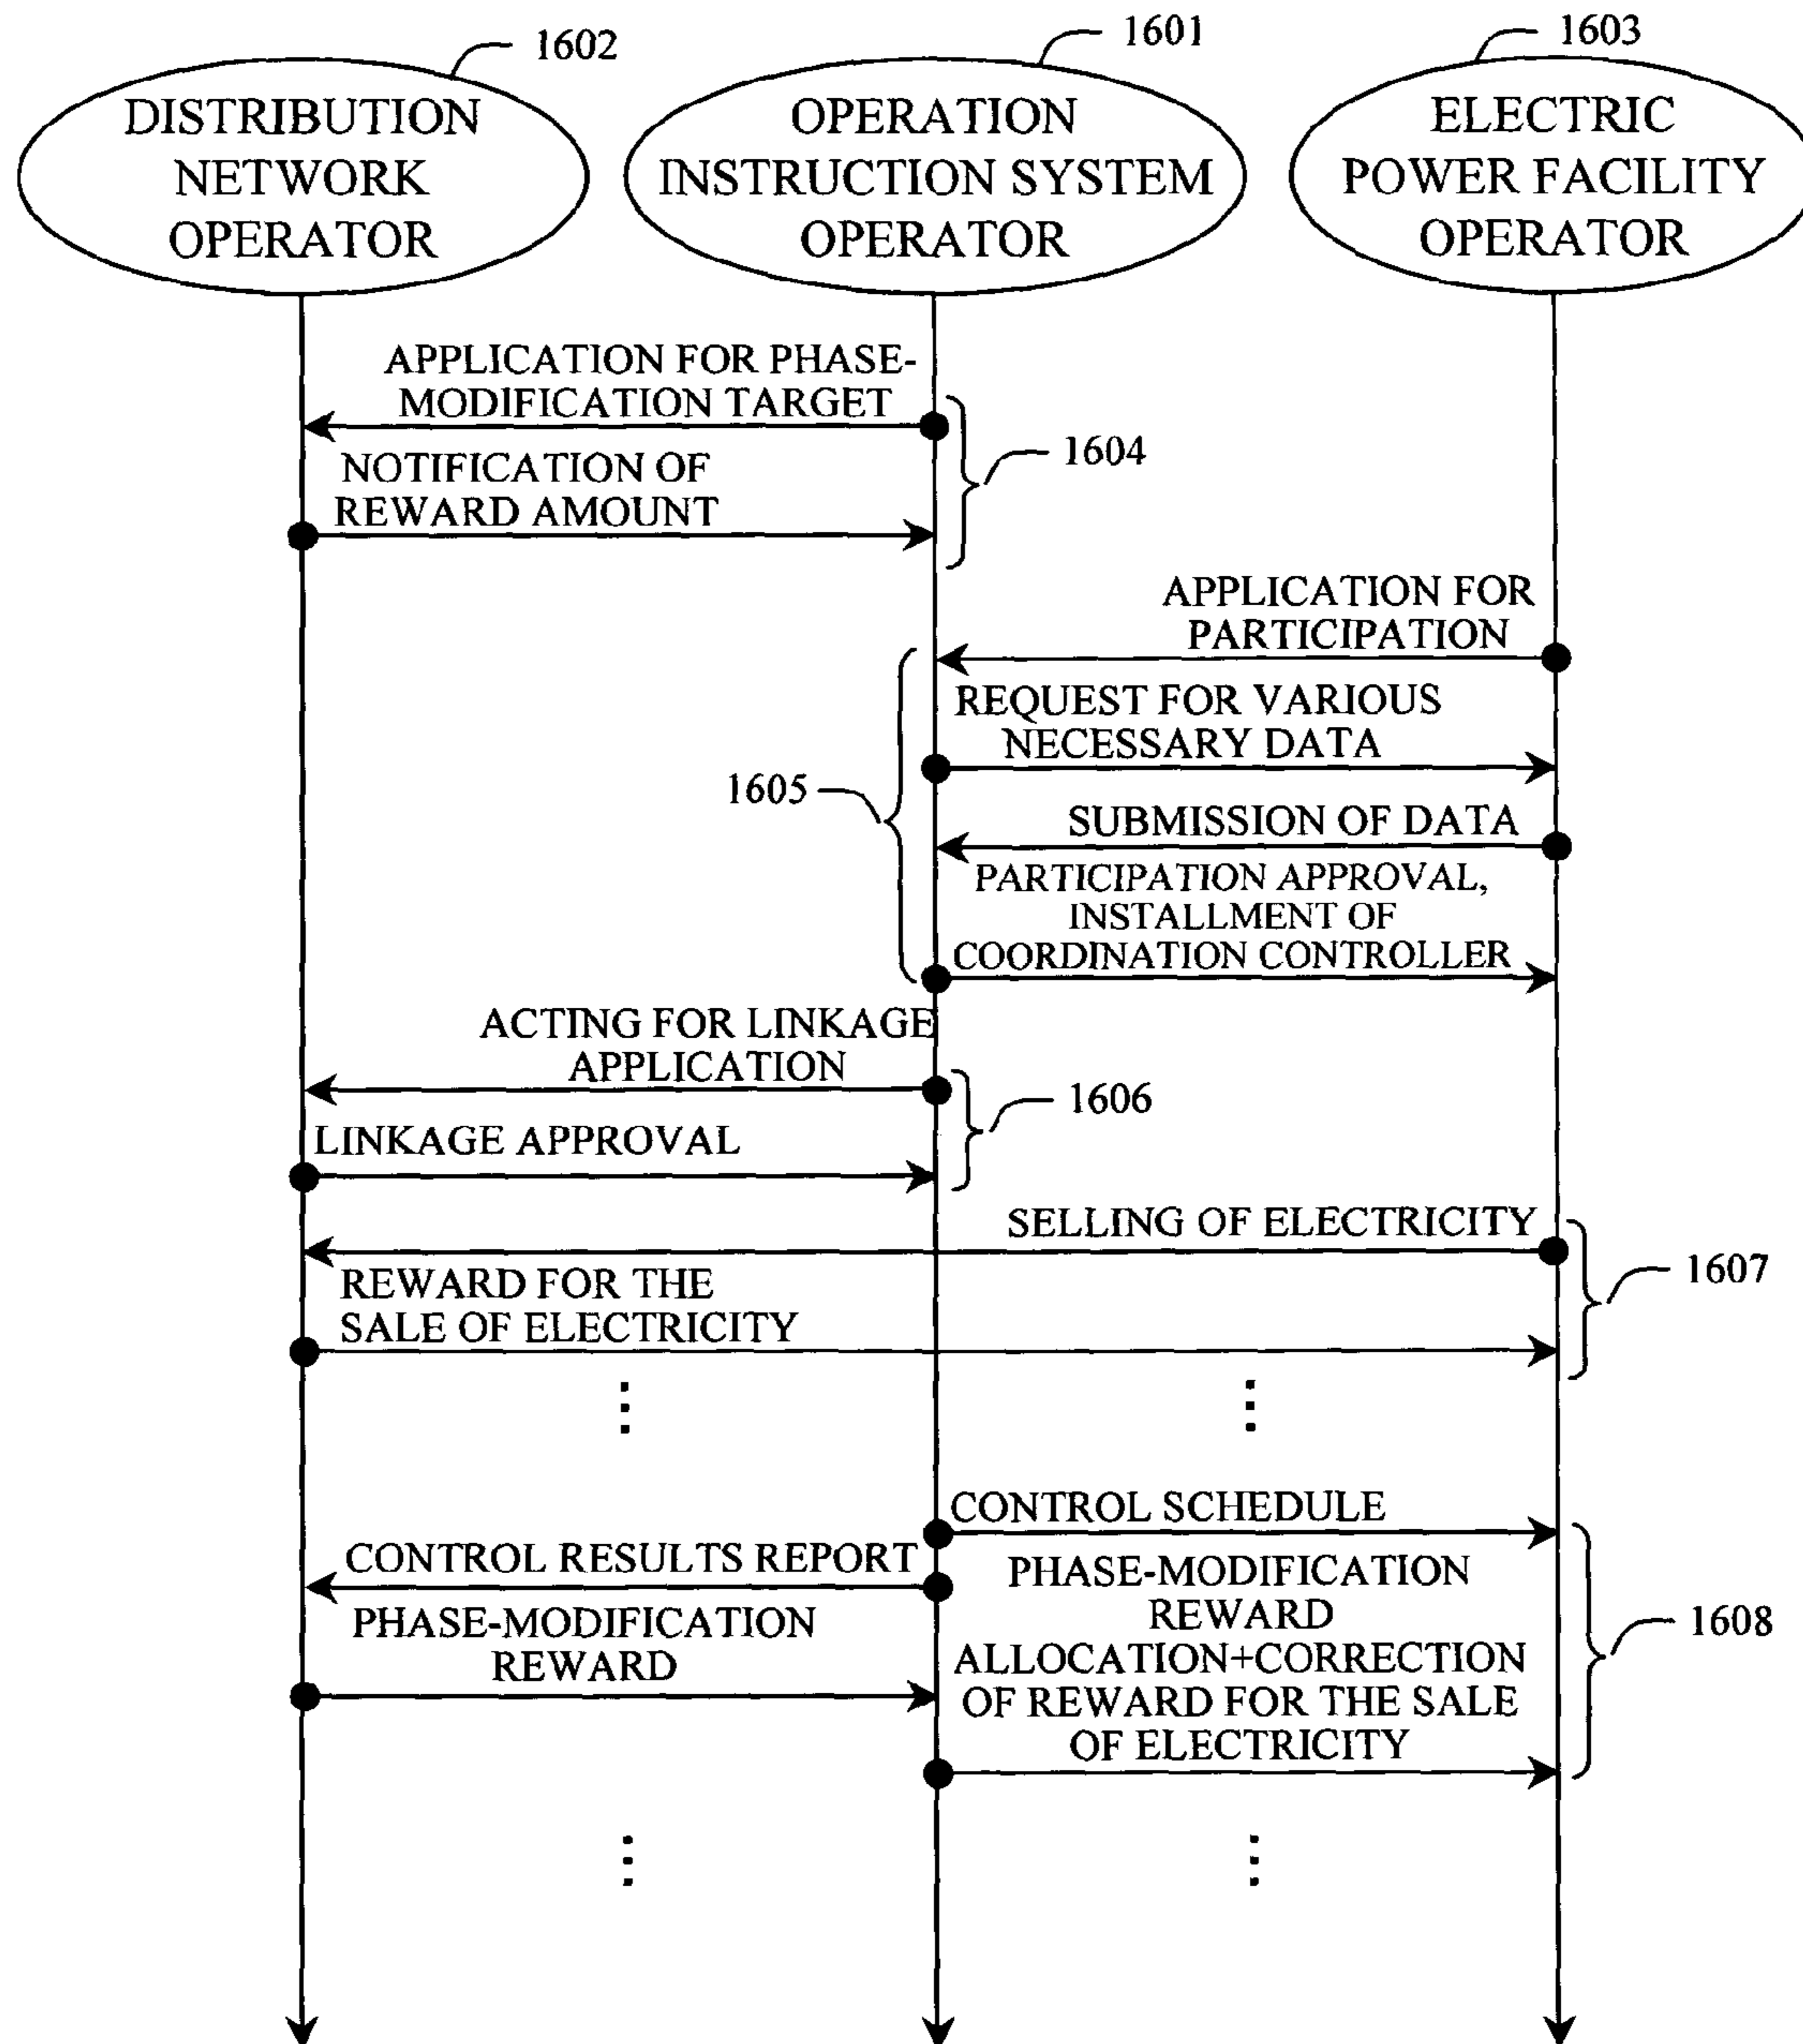 1602
1601
1603
DISTRIBUTION
NETWORK
OPERATOR
OPERATION
INSTRUCTION SYSTEM
OPERATOR
ELECTRIC
POWER FACILITY
OPERATOR
APPLICATION FOR PHASE-
MODIFICATION TARGET
1604
NOTIFICATION OF
REWARD AMOUNT
APPLICATION FOR
PARTICIPATION
REQUEST FOR VARIOUS
NECESSARY DATA
1605
SUBMISSION OF DATA
PARTICIPATION APPROVAL,
INSTALLMENT OF
COORDINATION CONTROLLER
ACTING FOR LINKAGE
APPLICATION
1606
LINKAGE APPROVAL
SELLING OF ELECTRICITY
1607
REWARD FOR THE
SALE OF ELECTRICITY
CONTROL SCHEDULE
CONTROL RESULTS REPORT
PHASE-MODIFICATION
REWARD
PHASE-MODIFICATION
REWARD
ALLOCATION+CORRECTION
OF REWARD FOR THE SALE
OF ELECTRICITY
1608